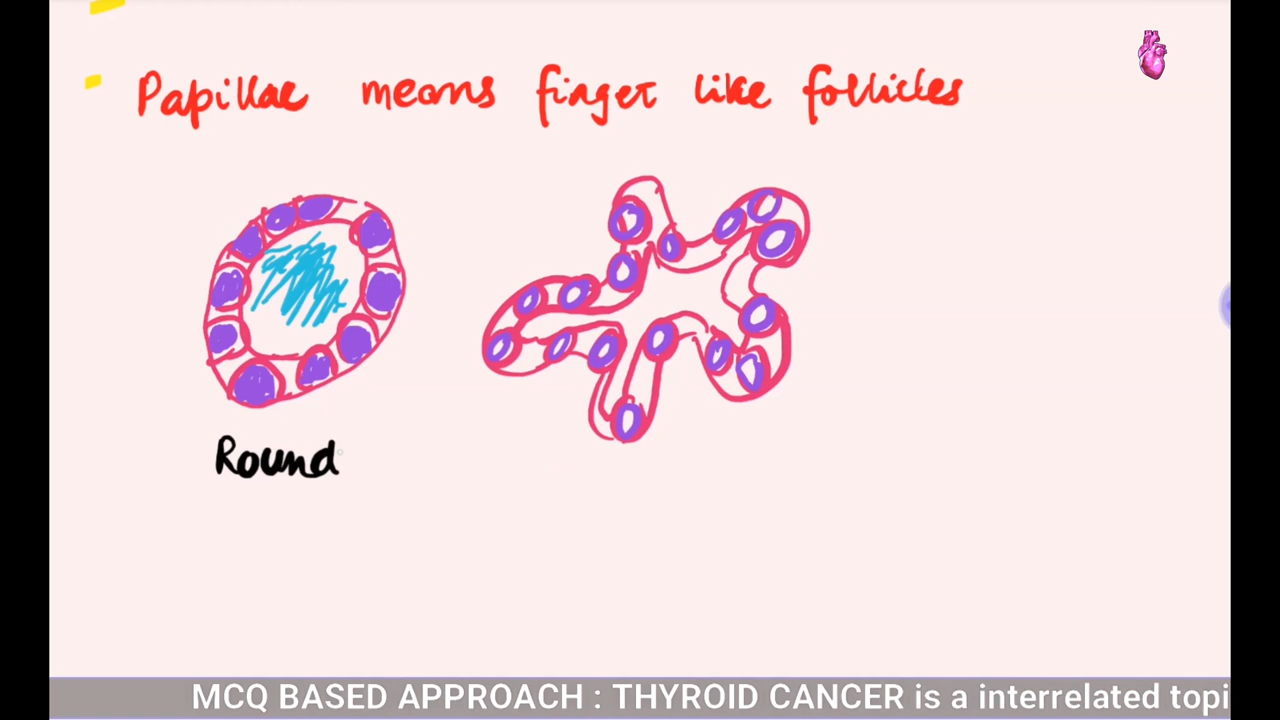 Papillae means finger like follicles
Round
MCQ BASED APPROACH : THYROID CANCER is a interrelated topi